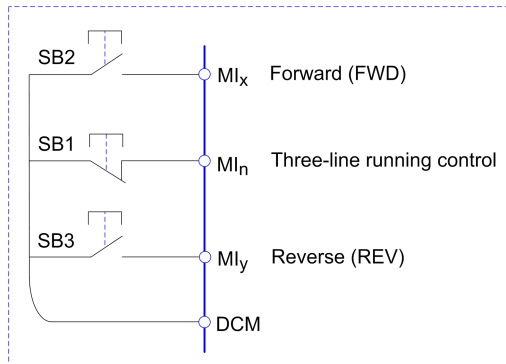 SB2 MIx Forward (FWD)
SB1 MIn Three-line running control
SB3 MIy Reverse (REV)
DCM